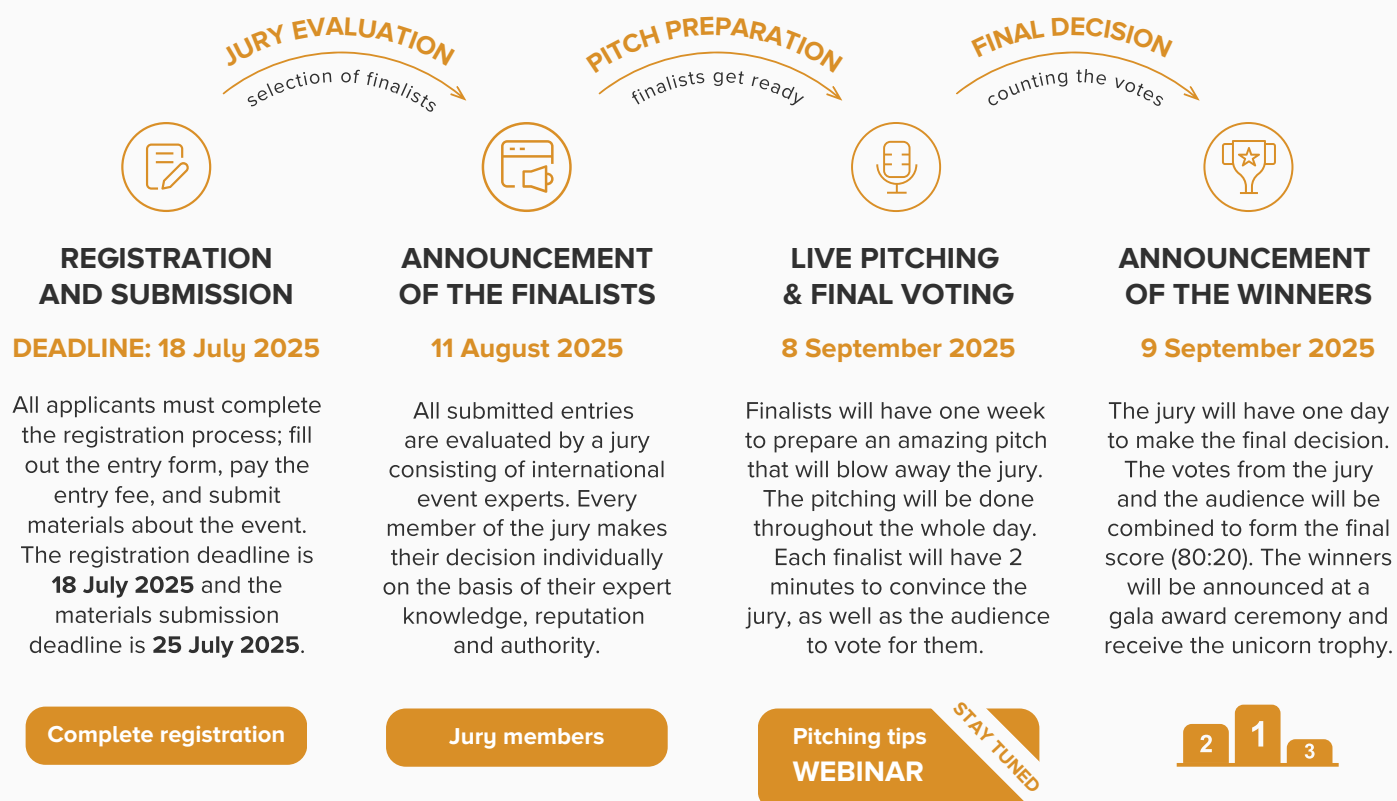 JURY EVALUATION
selection of finalists
PITCH PREPARATION
finalists get ready
FINAL DECISION
counting the votes
REGISTRATION
AND SUBMISSION
DEADLINE: 18 July 2025
All applicants must complete
the registration process; fill
out the entry form, pay the
entry fee, and submit
materials about the event.
The registration deadline is
18 July 2025 and the
materials submission
deadline is 25 July 2025.
Complete registration
ANNOUNCEMENT
OF THE FINALISTS
11 August 2025
All submitted entries
are evaluated by a jury
consisting of international
event experts. Every
member of the jury makes
their decision individually
on the basis of their expert
knowledge, reputation
and authority.
Jury members
LIVE PITCHING
& FINAL VOTING
8 September 2025
Finalists will have one week
to prepare an amazing pitch
that will blow away the jury.
The pitching will be done
throughout the whole day.
Each finalist will have 2
minutes to convince the
jury, as well as the audience
to vote for them.
Pitching tips
WEBINAR
STAY TUNED
ANNOUNCEMENT
OF THE WINNERS
9 September 2025
The jury will have one day
to make the final decision.
The votes from the jury
and the audience will be
combined to form the final
score (80:20). The winners
will be announced at a
gala award ceremony and
receive the unicorn trophy.
2 1 3